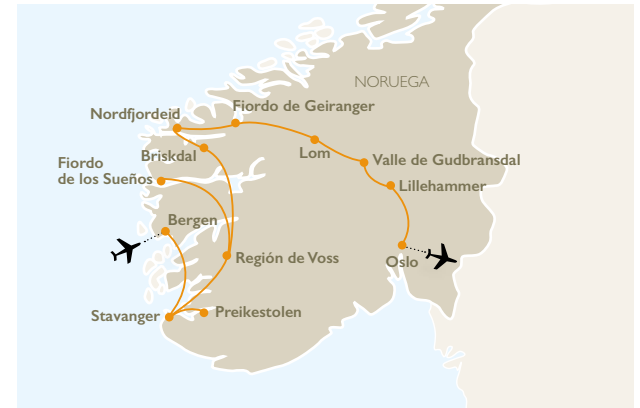 NORUEGA
Fiordo de Geiranger
Nordfjordeid
Briskdal
Lom
Valle de Gudbransdal
Fiordo
de los Sueños
Lillehammer
Bergen
Región de Voss
Oslo
Stavanger
Preikestolen